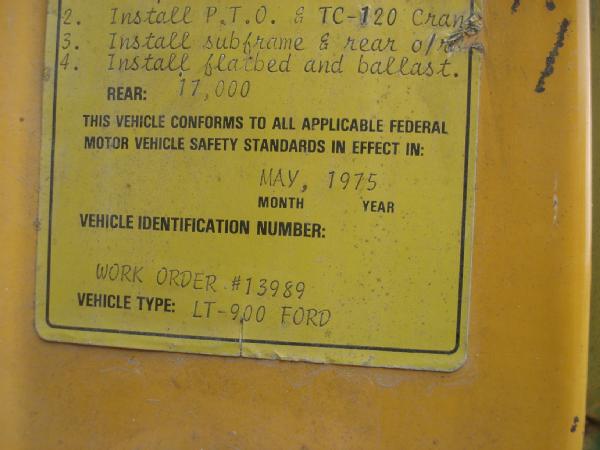 2. Install P.T.O. & TC-120 Crane
3. Install subframe & rear o/r
4. Install flatbed and ballast.
REAR: 17,000
THIS VEHICLE CONFORMS TO ALL APPLICABLE FEDERAL
MOTOR VEHICLE SAFETY STANDARDS IN EFFECT IN:
MAY, 1975
MONTH YEAR
VEHICLE IDENTIFICATION NUMBER:
WORK ORDER #13989
VEHICLE TYPE: LT-900 FORD